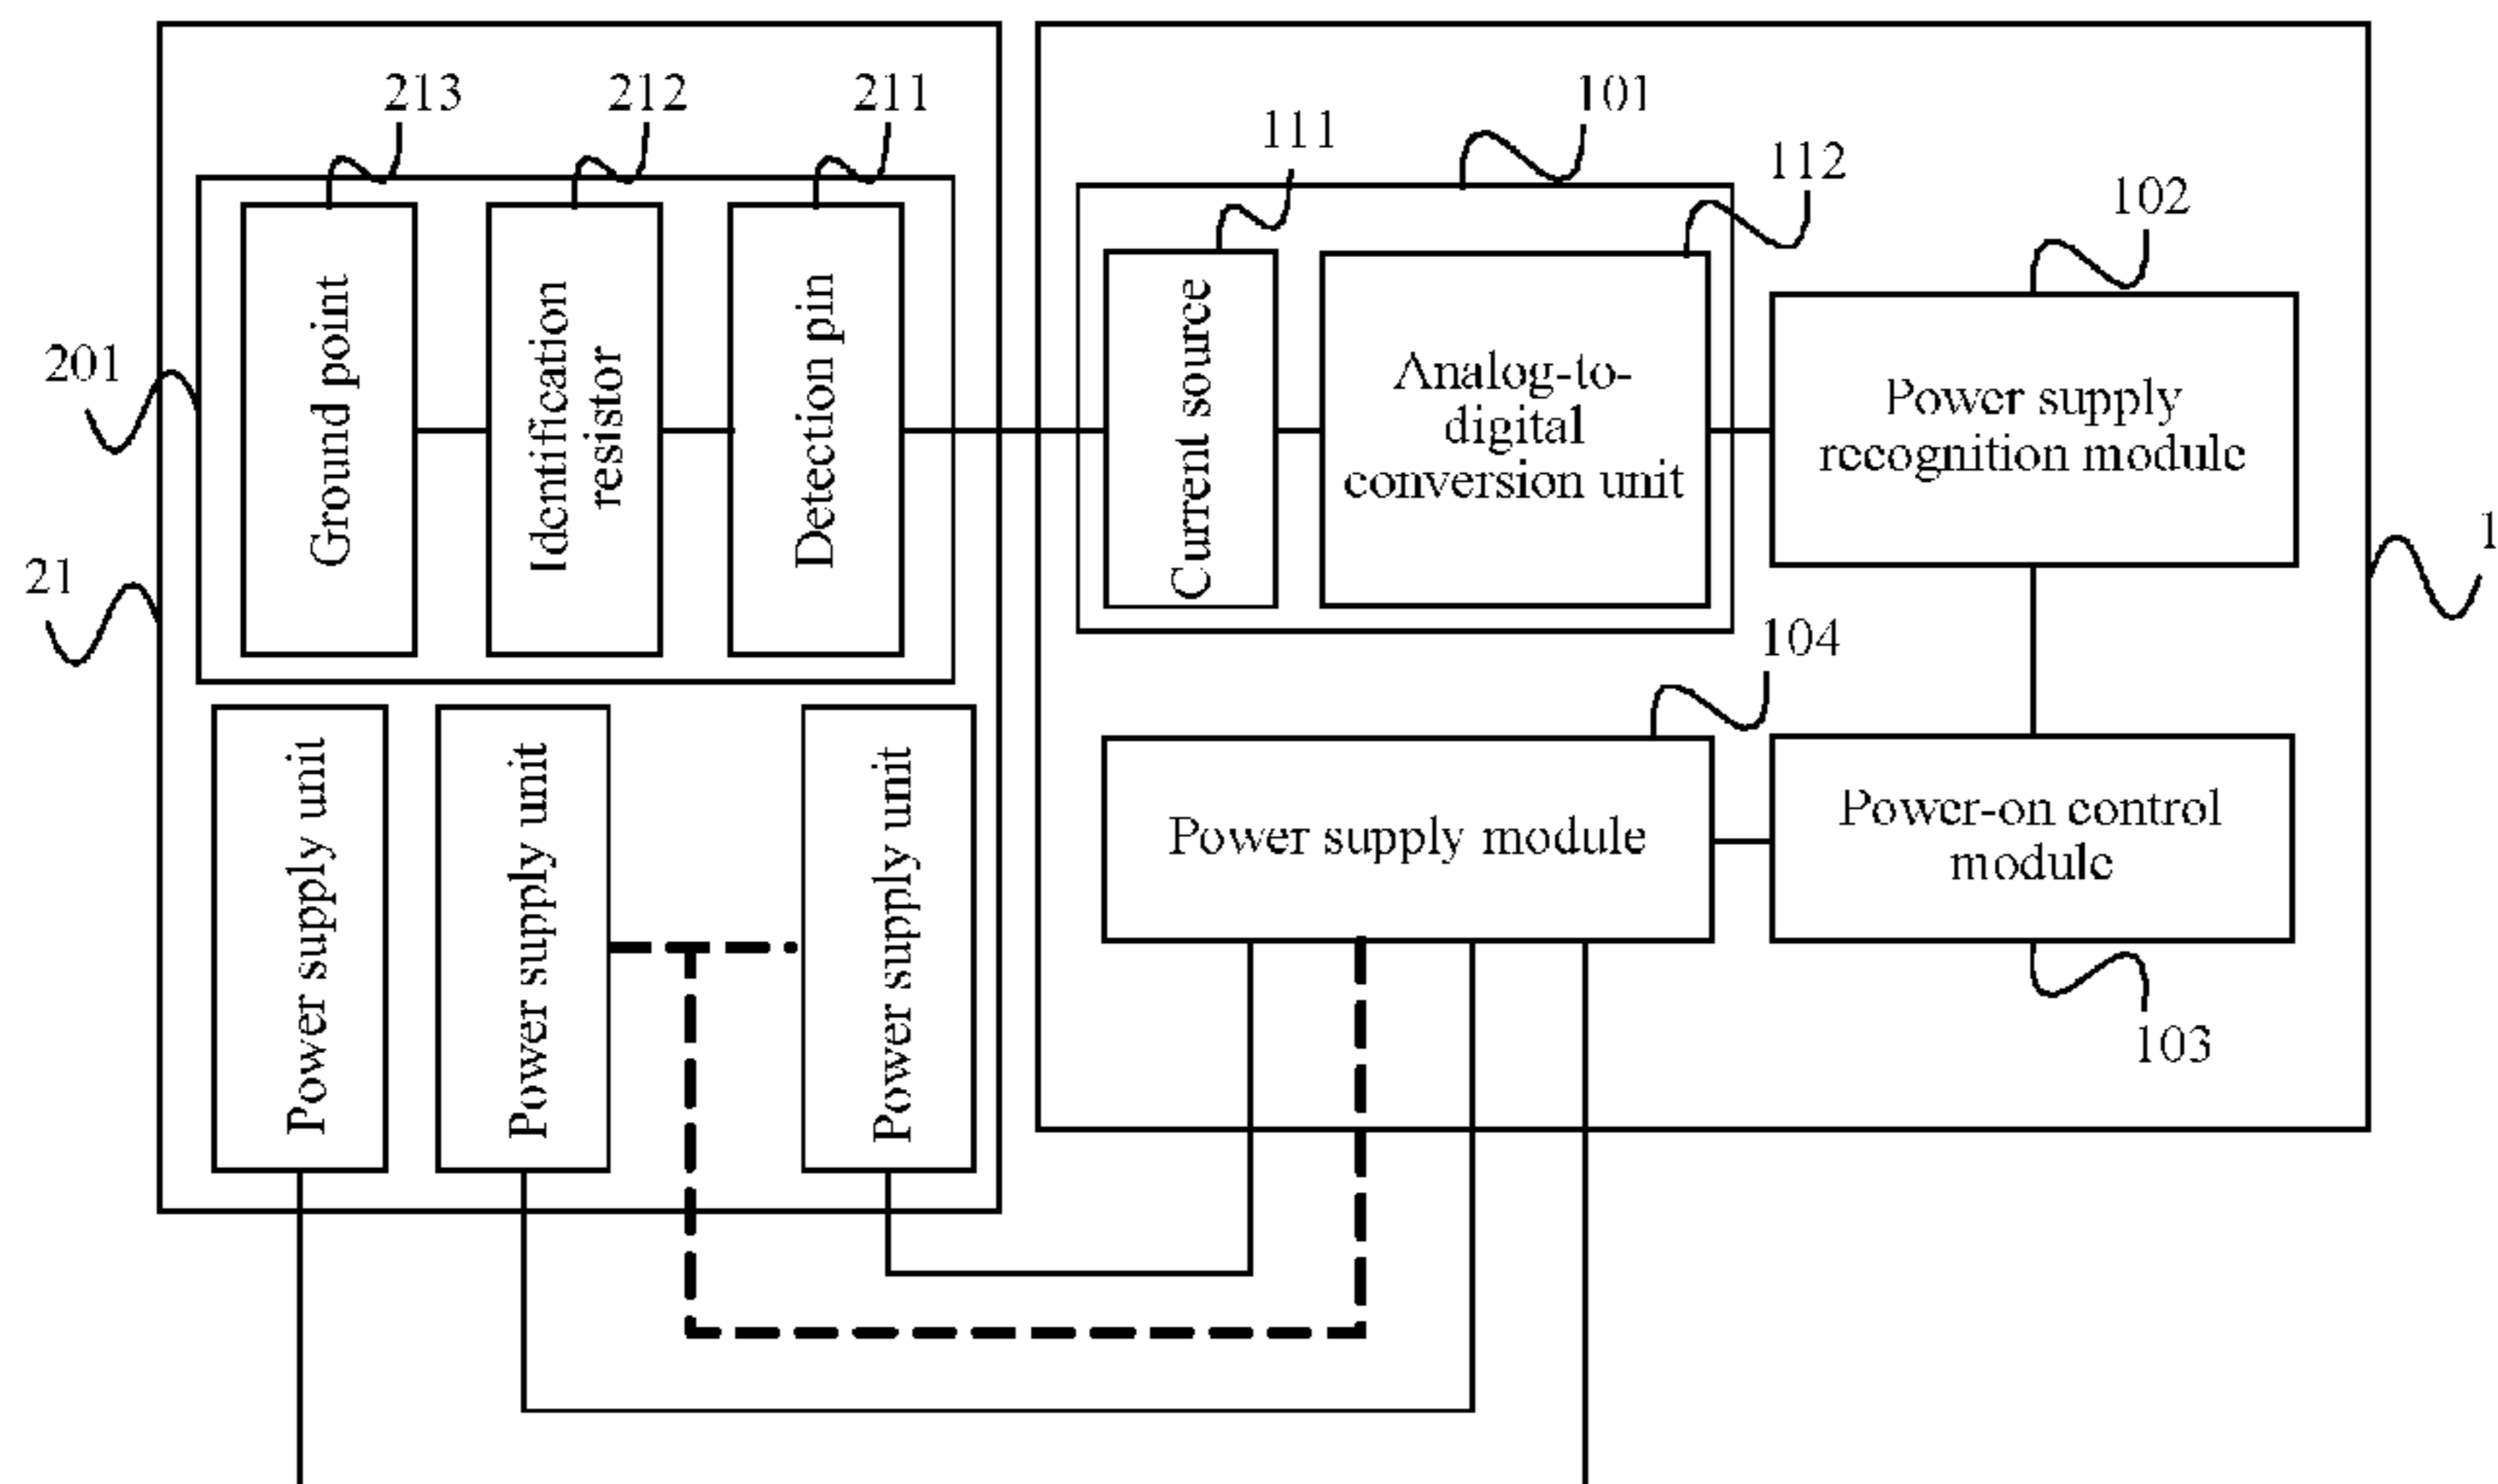 213
212
211
111
101
112
102
201
21
1
Ground point
Identification
resistor
Detection pin
Current source
Analog-to-
digital
conversion unit
Power supply
recognition module
104
Power supply unit
Power supply unit
Power supply unit
Power supply module
Power-on control
module
103